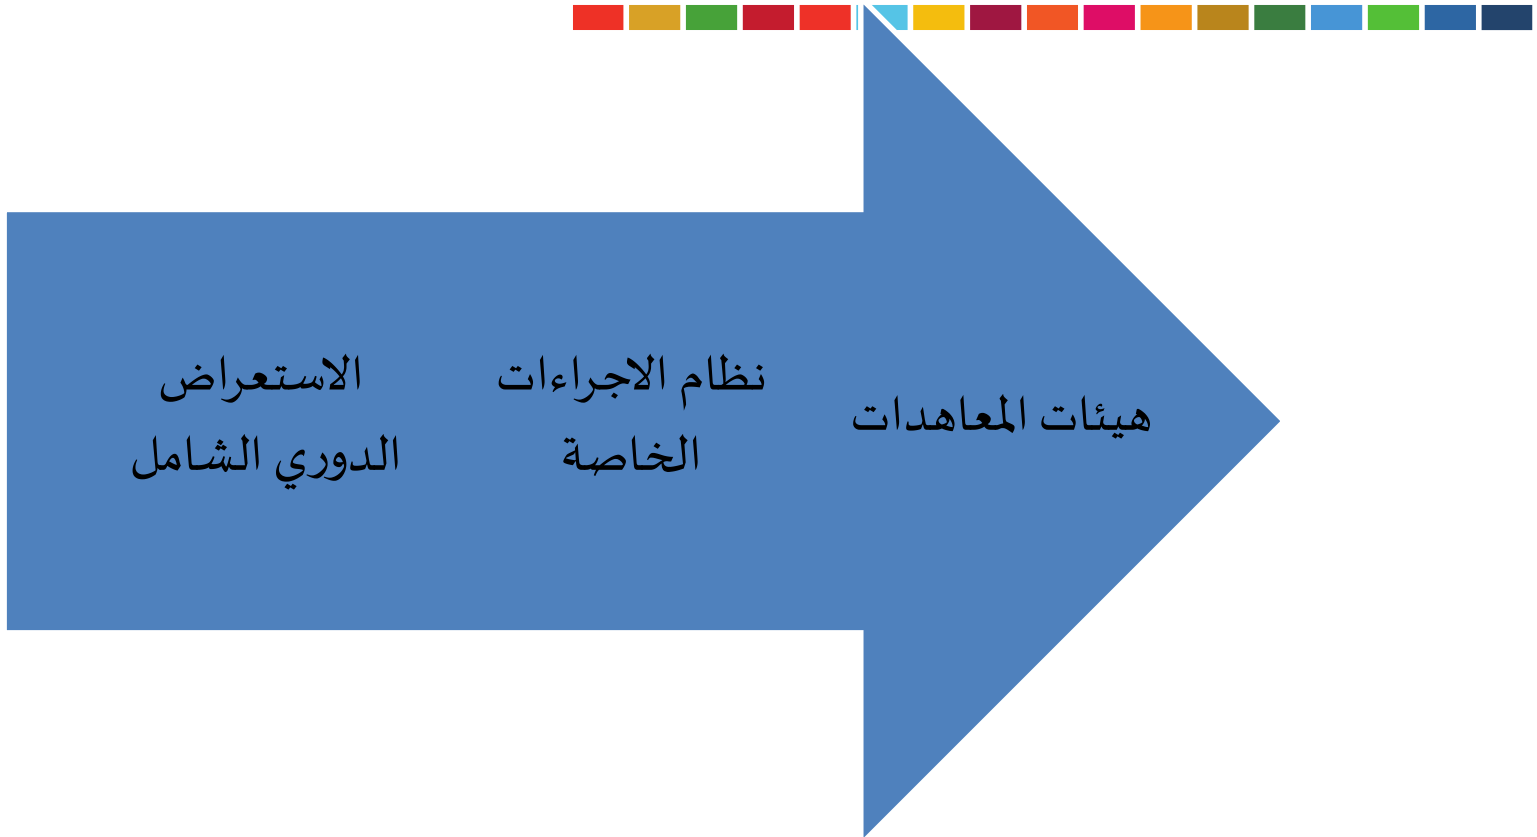 هيئات المعاهدات
نظام الاجراءات
الخاصة
الاستعراض
الدوري الشامل